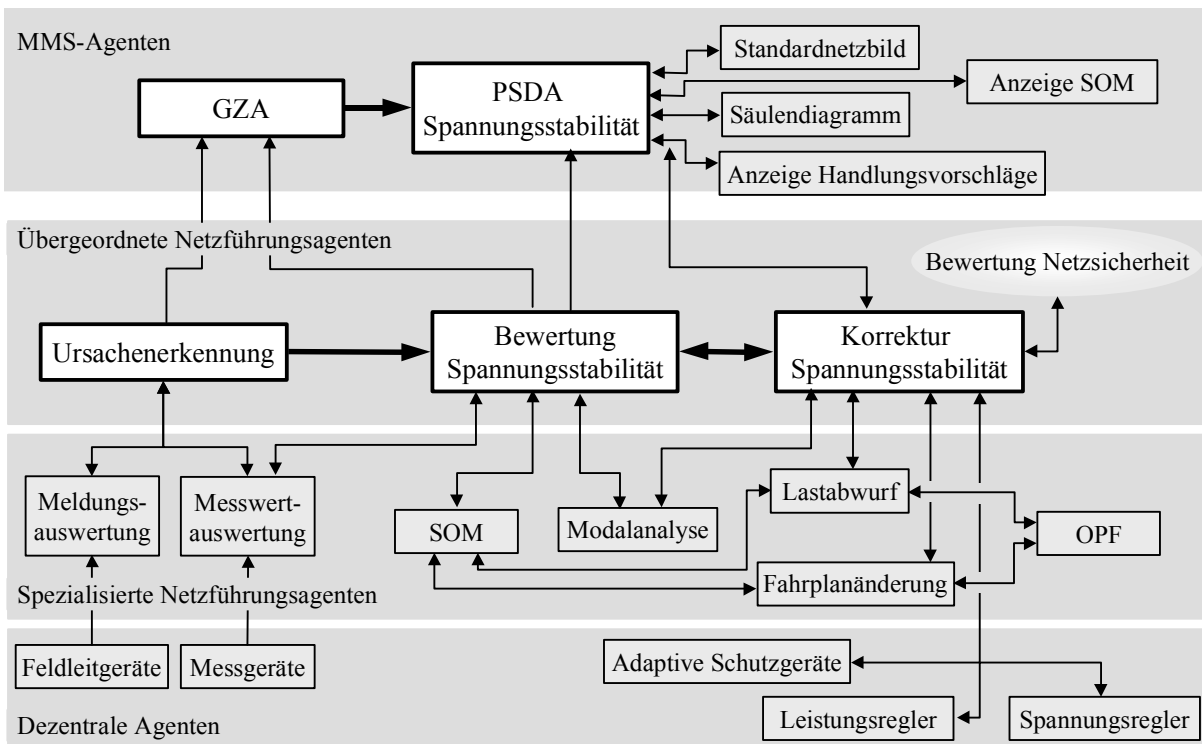 MMS-Agenten
Standardnetzbild
Anzeige SOM
GZA
PSDA
Spannungsstabilität
Säulendiagramm
Anzeige Handlungsvorschläge
Übergeordnete Netzführungsagenten
Bewertung Netzsicherheit
Ursachenerkennung
Bewertung
Spannungsstabilität
Korrektur
Spannungsstabilität
Meldungs-
auswertung
Messwert-
auswertung
SOM
Modalanalyse
Lastabwurf
OPF
Fahrplanänderung
Spezialisierte Netzführungsagenten
Feldleitgeräte
Messgeräte
Adaptive Schutzgeräte
Leistungsregler
Spannungsregler
Dezentrale Agenten